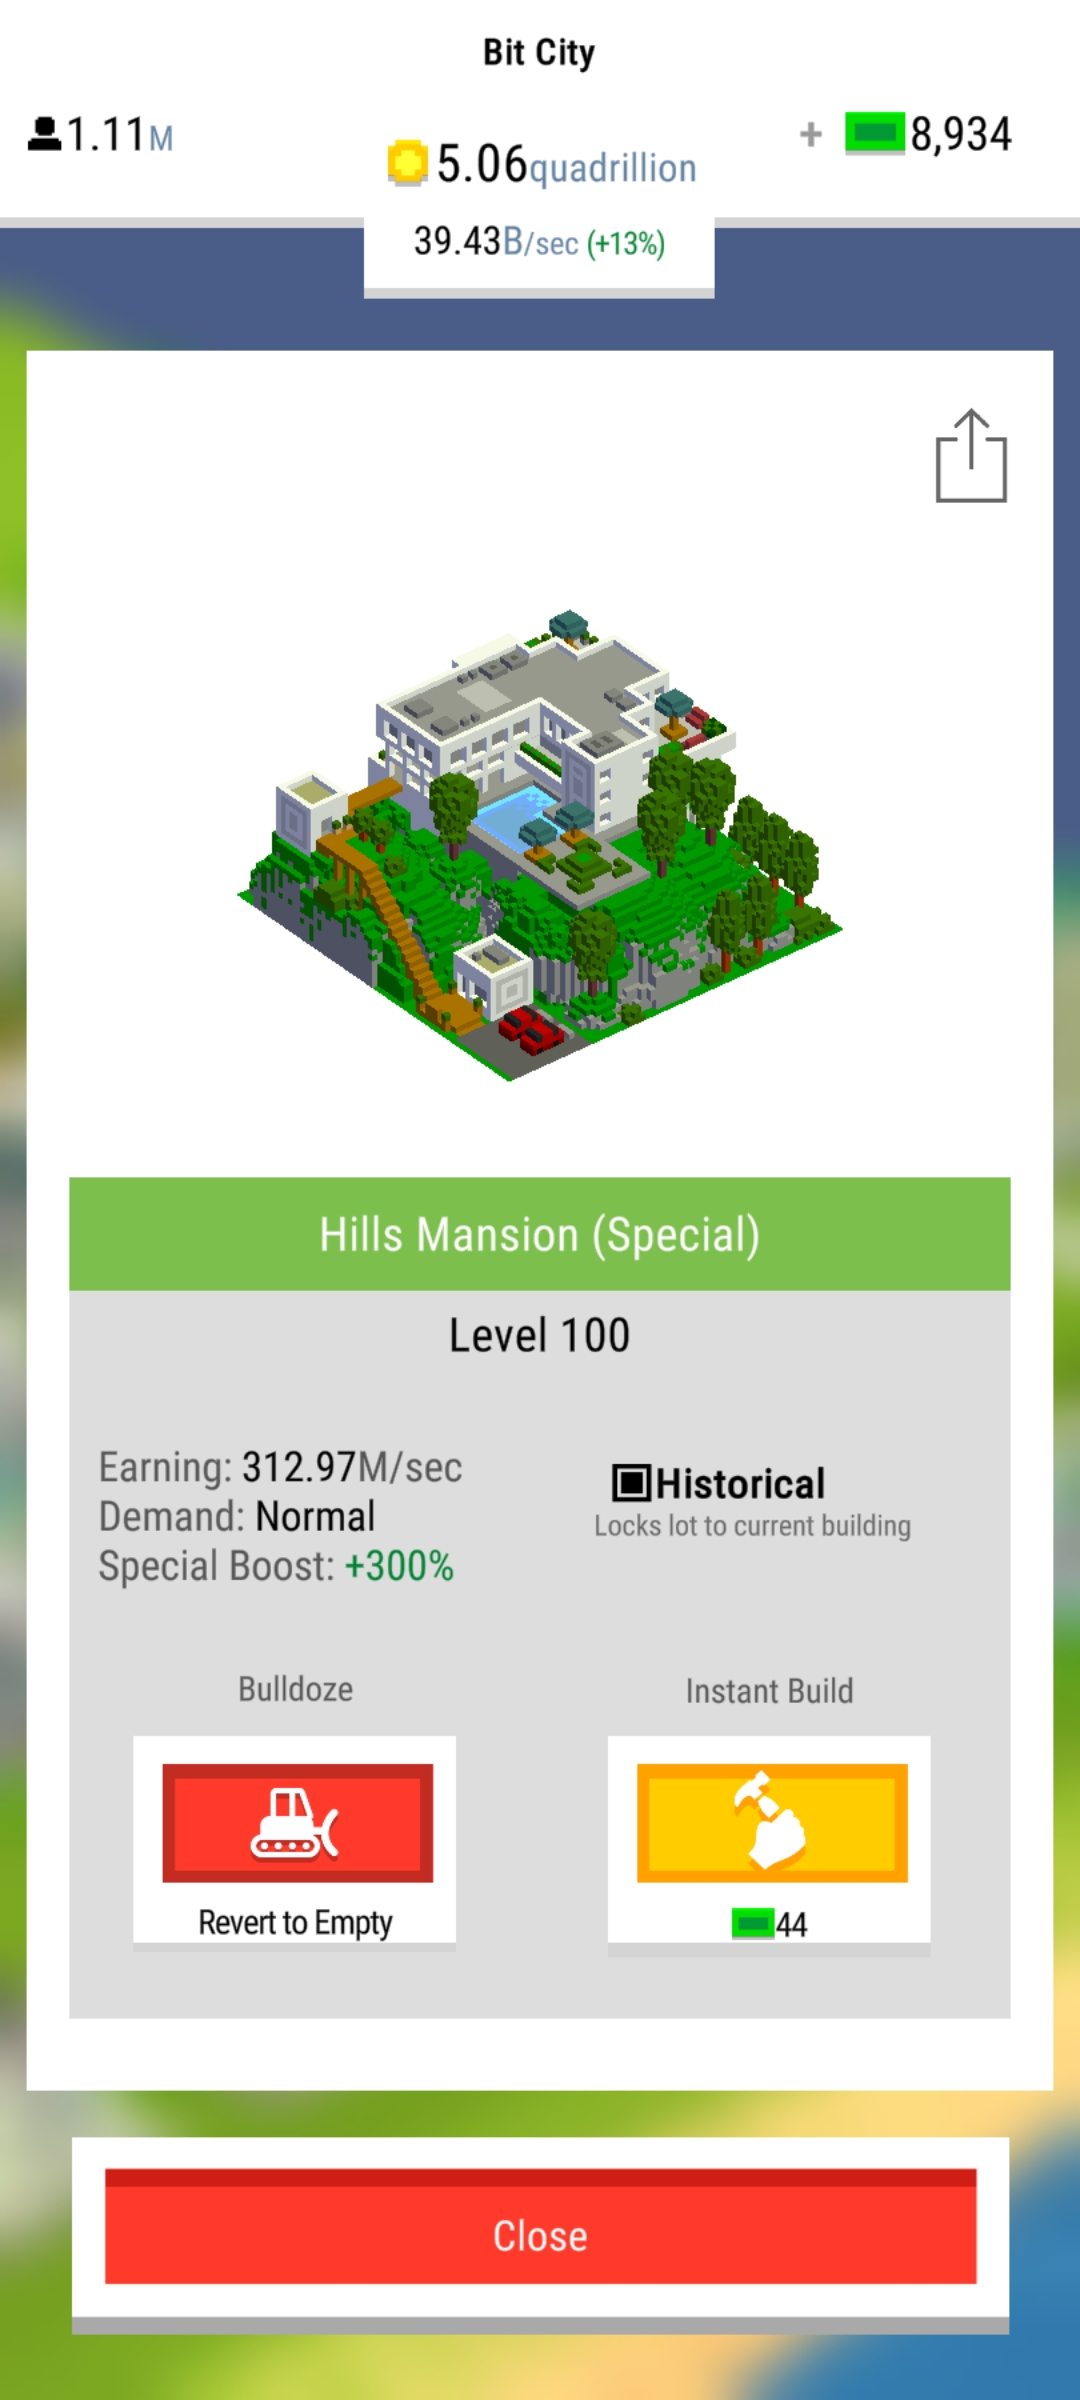 Bit City
1.11M
5.06quadrillion
+ 8,934
39.43B/sec (+13%)
Hills Mansion (Special)
Level 100
Earning: 312.97M/sec
Demand: Normal
Special Boost: +300%
Historical
Locks lot to current building
Bulldoze
Revert to Empty
Instant Build
44
Close